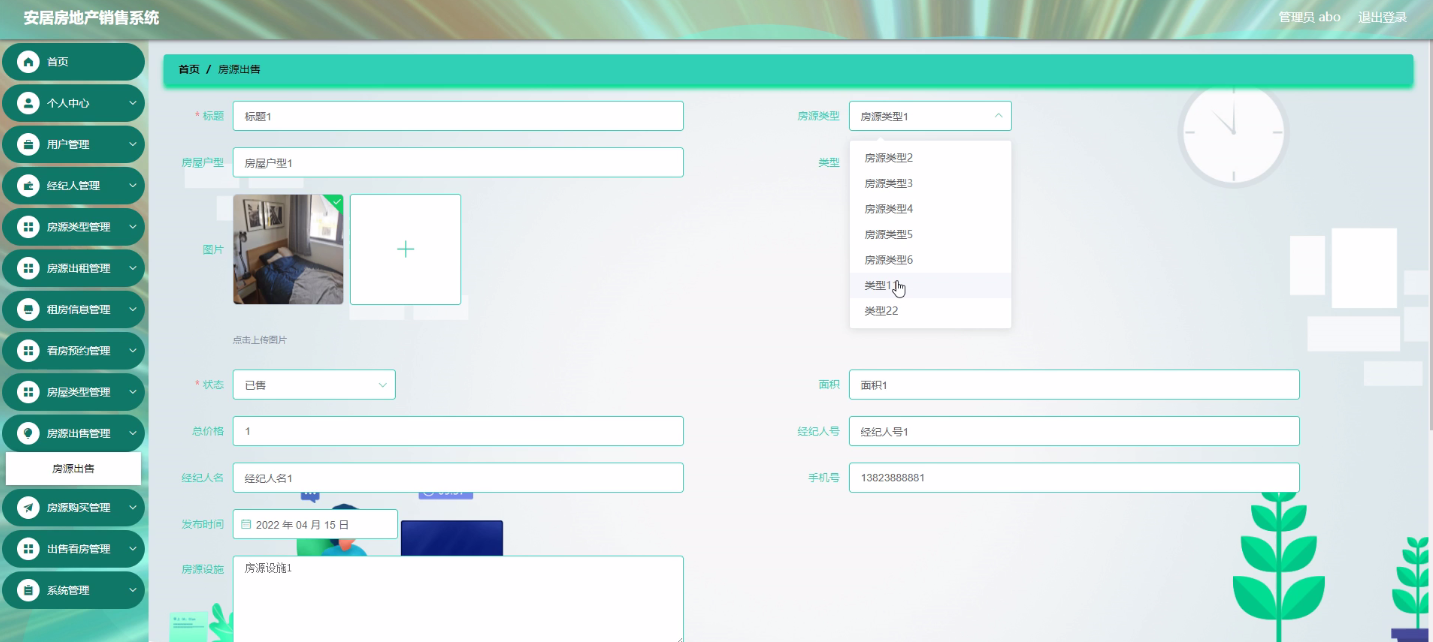 安居房地产销售系统
管理员 abo 退出登录
首页
个人中心
用户管理
经纪人管理
房源类型管理
房源出租管理
租房信息管理
看房预约管理
房屋类型管理
房源出售管理
房源出售
房源购买管理
出售看房管理
系统管理
首页 / 房源出售
* 标题 标题1
房源类型 房源类型1
房屋户型 房屋户型1
类型
房源类型2
房源类型3
房源类型4
房源类型5
房源类型6
类型11
类型22
图片
点击上传图片
* 状态 已售
面积 面积1
总价格 1
经纪人号 经纪人号1
经纪人名 经纪人名1
手机号 13823888881
发布时间 2022 年 04 月 15 日
房源设施 房源设施1